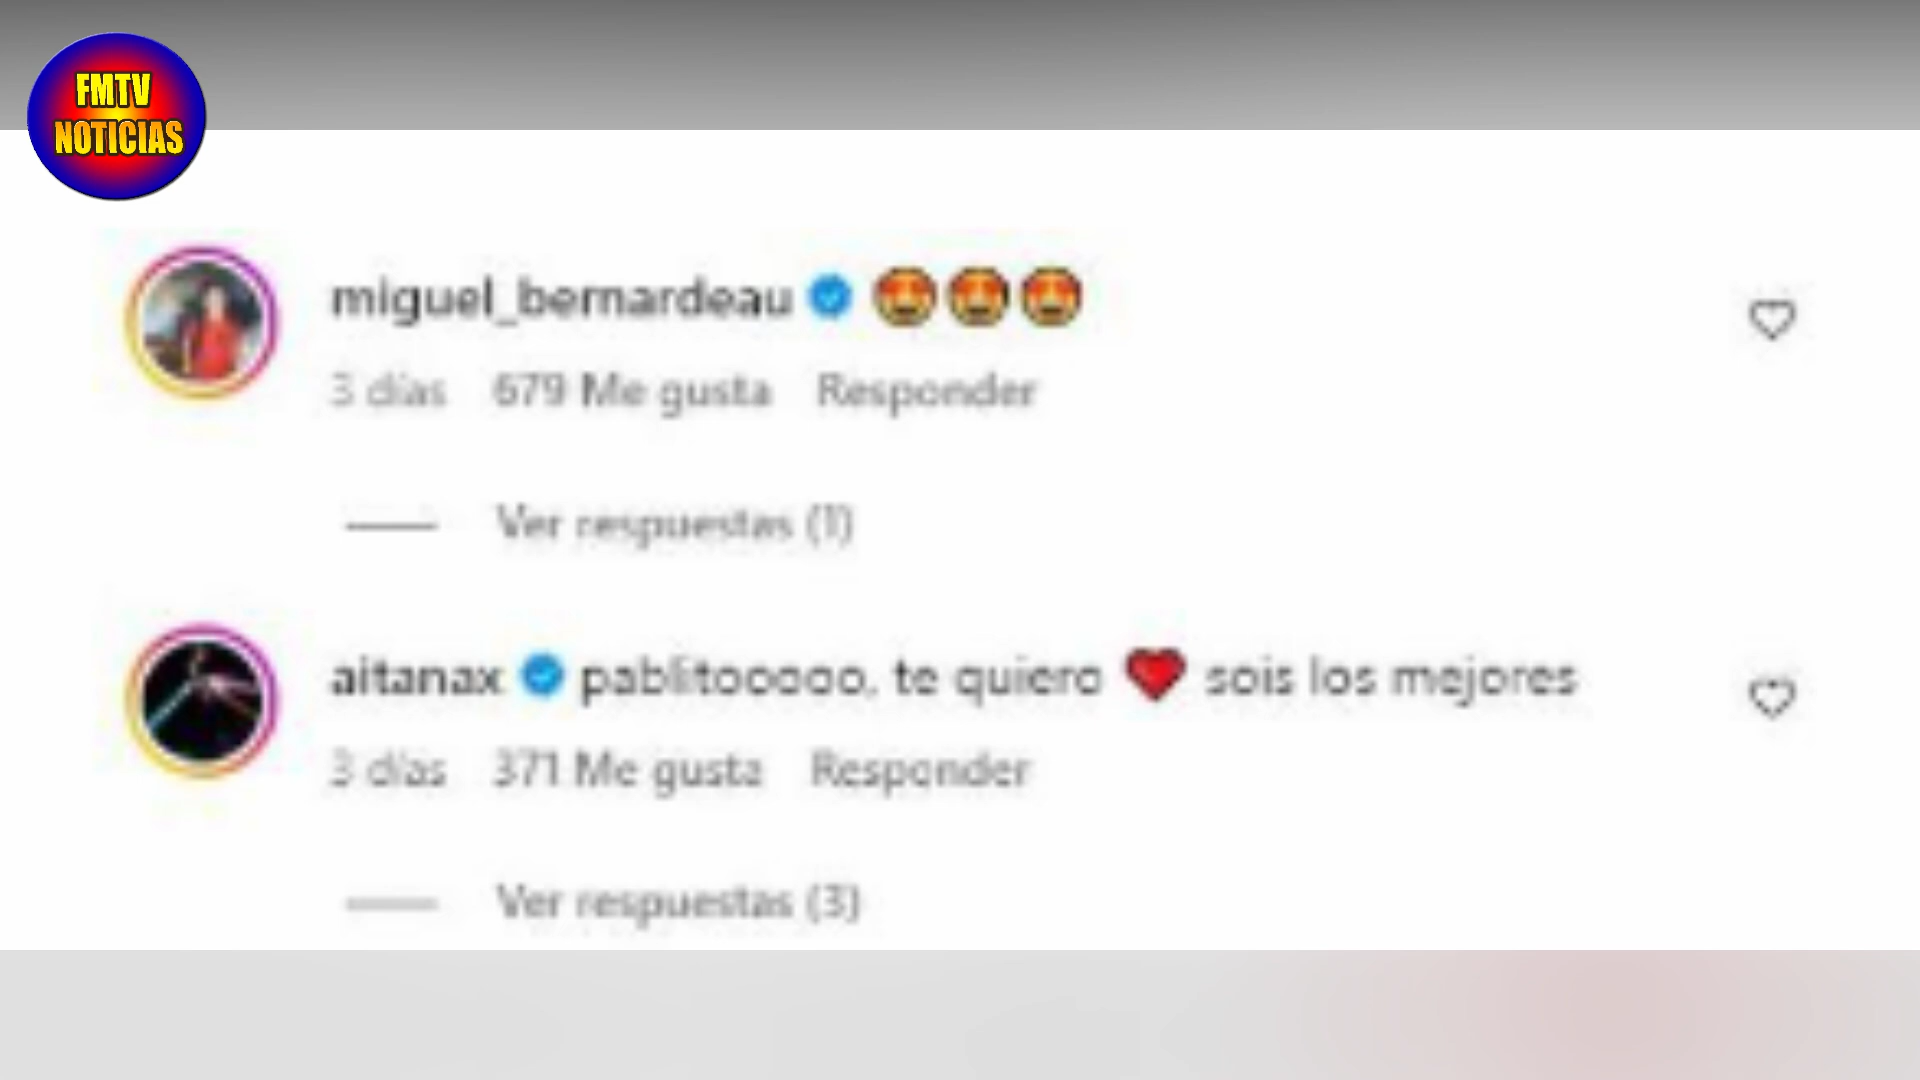 FMTV
NOTICIAS
miguel_bernardeau 🤩🤩🤩
3 días 679 Me gusta Responder
Ver respuestas (1)
aitanax pablitooooo, te quiero ❤️ sois los mejores
3 días 371 Me gusta Responder
Ver respuestas (3)